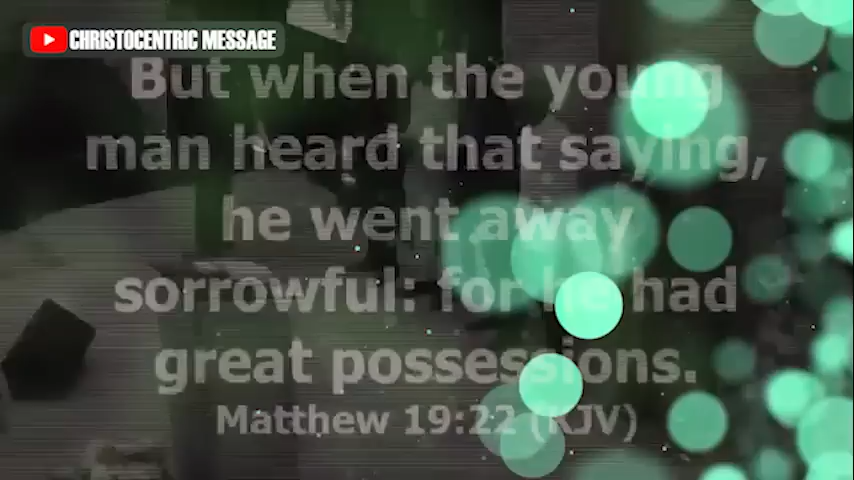 CHRISTOCENTRIC MESSAGE
But when the young
man heard that saying,
he went away
sorrowful: for he had
great possessions.
Matthew 19:22 (KJV)